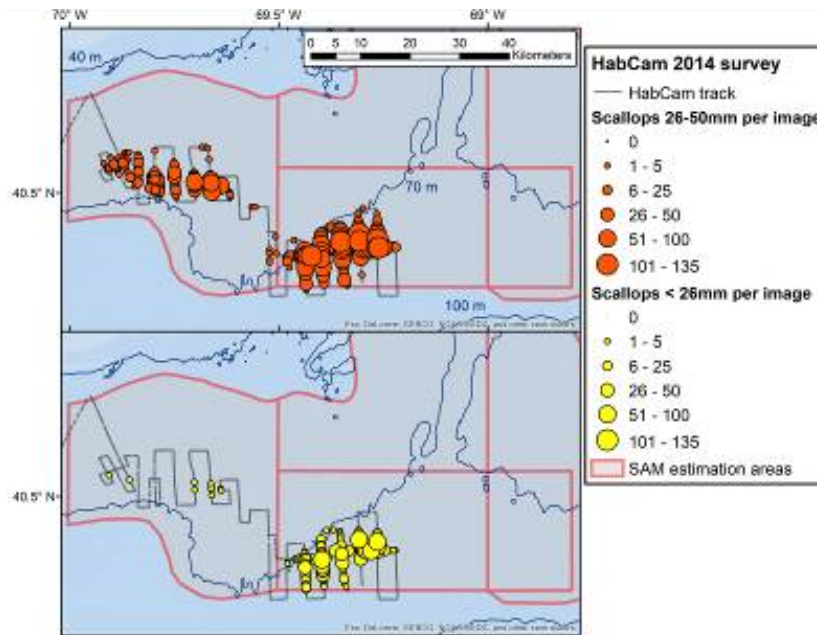 70° W 69.5° W 69° W
0 5 10 20 30 40
Kilometers
40 m
40.5° N
70 m
100 m
40.5° N
HabCam 2014 survey
HabCam track
Scallops 26-50mm per image
0
1 - 5
6 - 25
26 - 50
51 - 100
101 - 135
Scallops < 26mm per image
0
1 - 5
6 - 25
26 - 50
51 - 100
101 - 135
SAM estimation areas